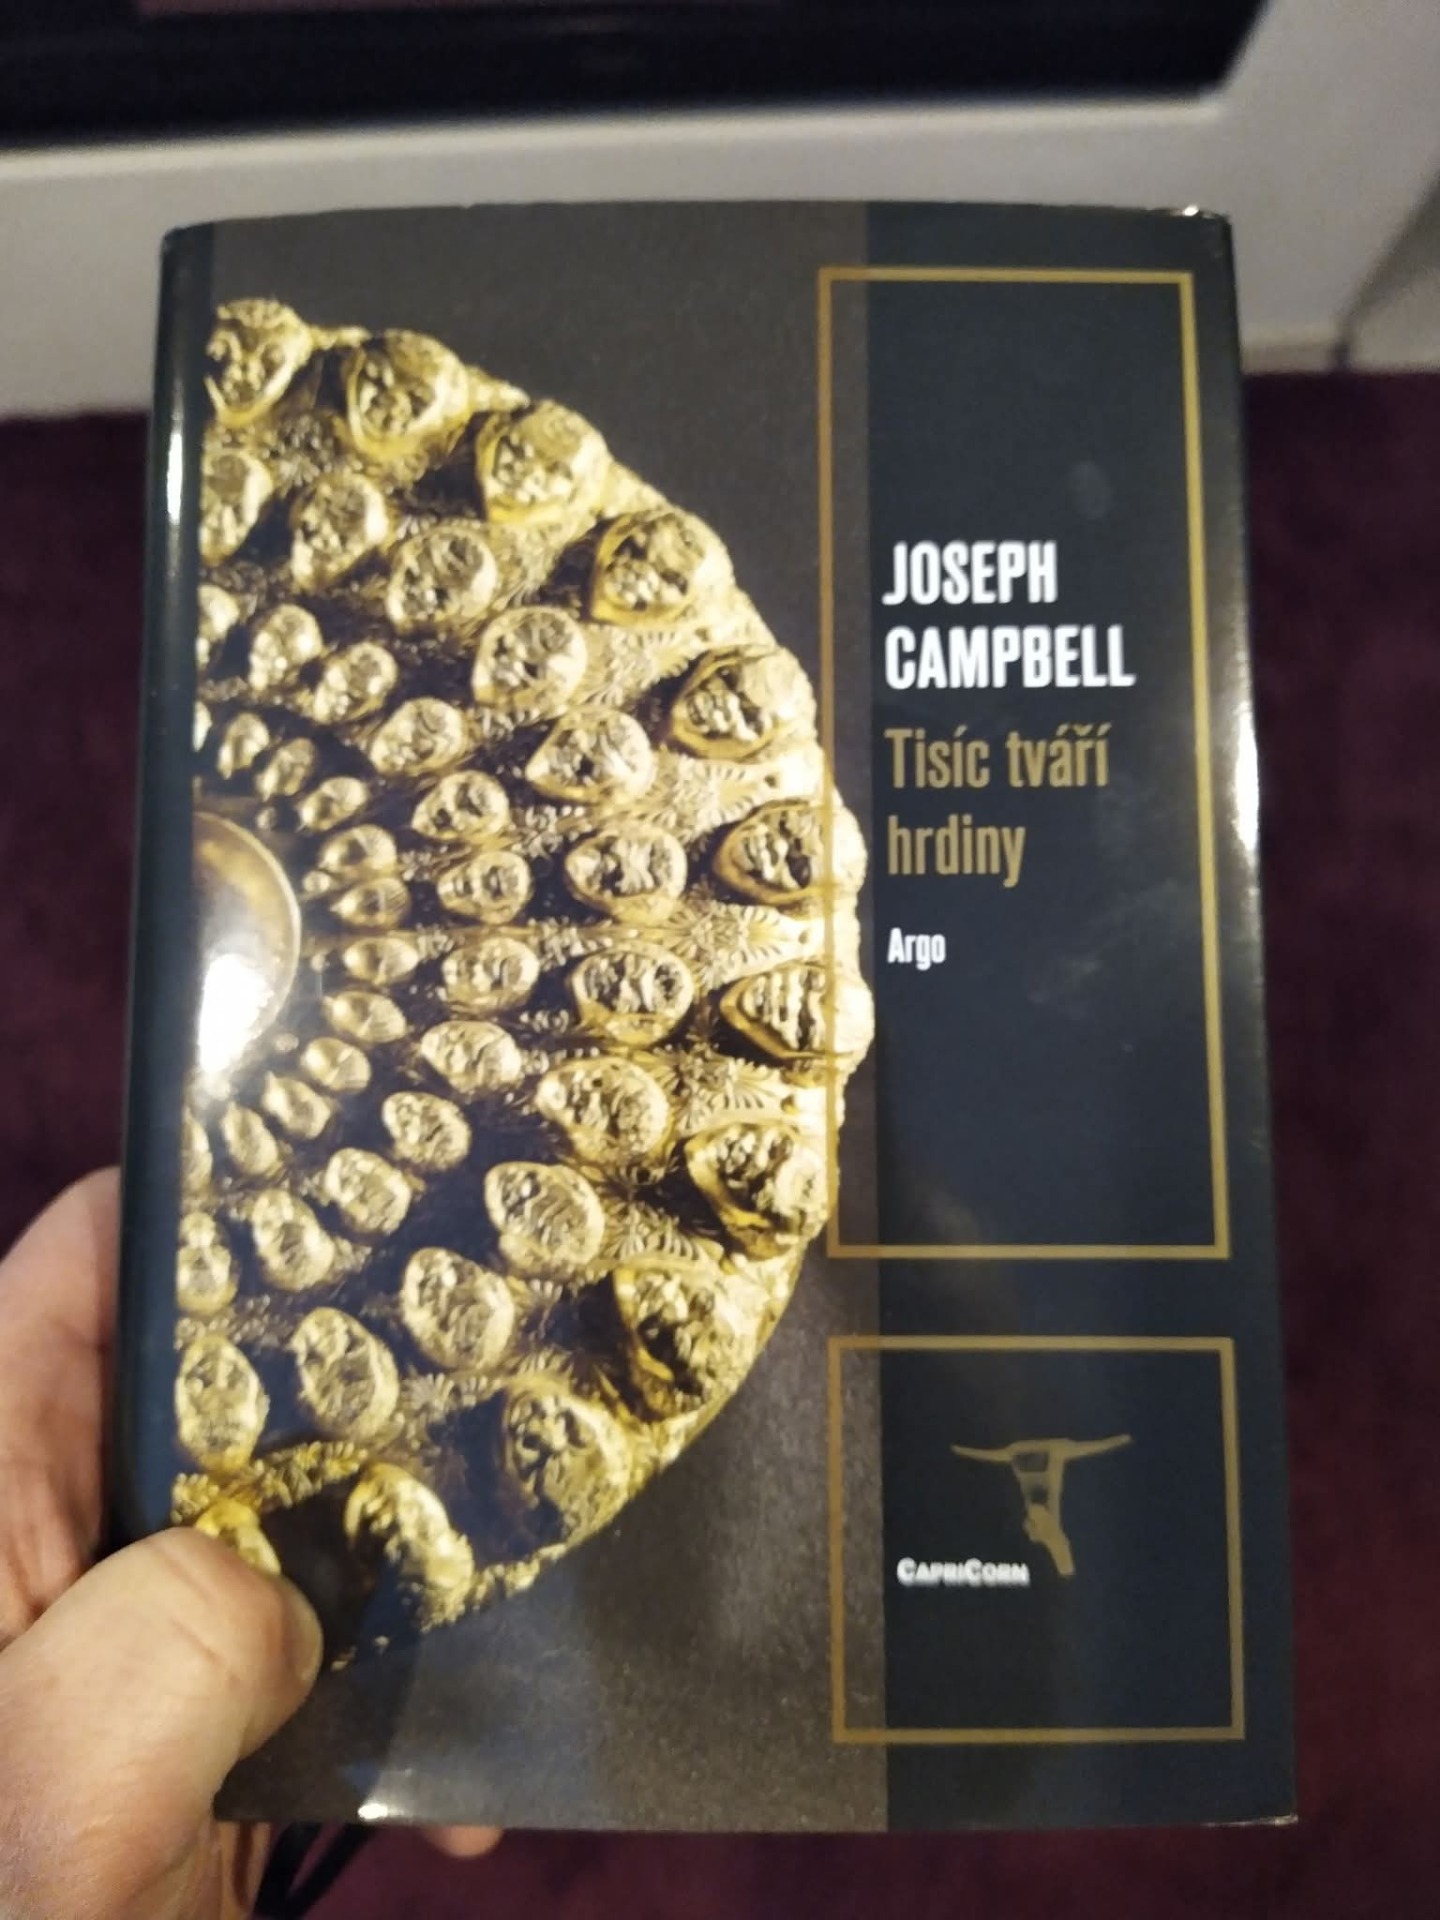 JOSEPH
CAMPBELL
Tisíc tváří
hrdiny
Argo
CAPRICORN